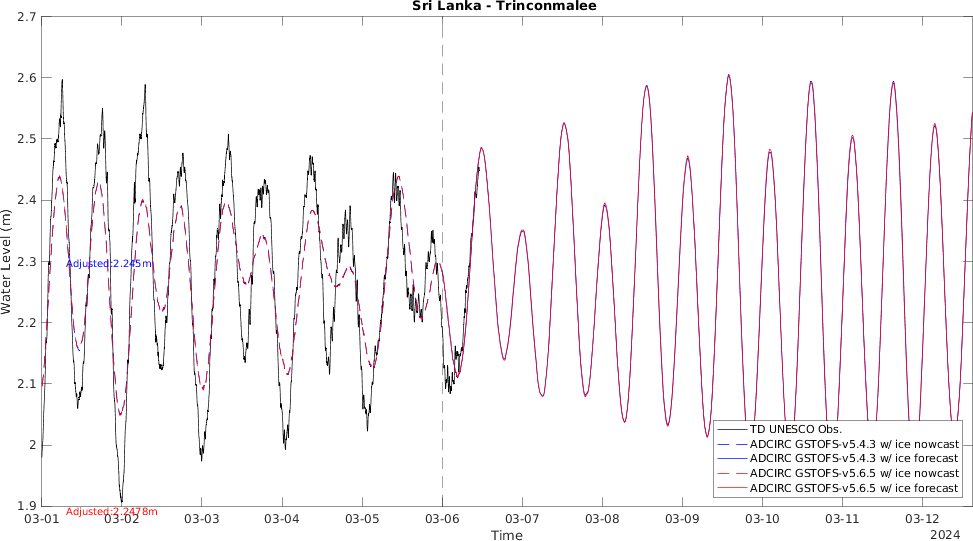 Sri Lanka - Trinconmalee
2.7
2.6
2.5
2.4
2.3
2.2
2.1
2
1.9
Water Level (m)
Adjusted:2.245m
Adjusted:2.2478m
TD UNESCO Obs.
ADCIRC GSTOFS-v5.4.3 w/ ice nowcast
ADCIRC GSTOFS-v5.4.3 w/ ice forecast
ADCIRC GSTOFS-v5.6.5 w/ ice nowcast
ADCIRC GSTOFS-v5.6.5 w/ ice forecast
03-01 03-02 03-03 03-04 03-05 03-06 03-07 03-08 03-09 03-10 03-11 03-12
Time
2024